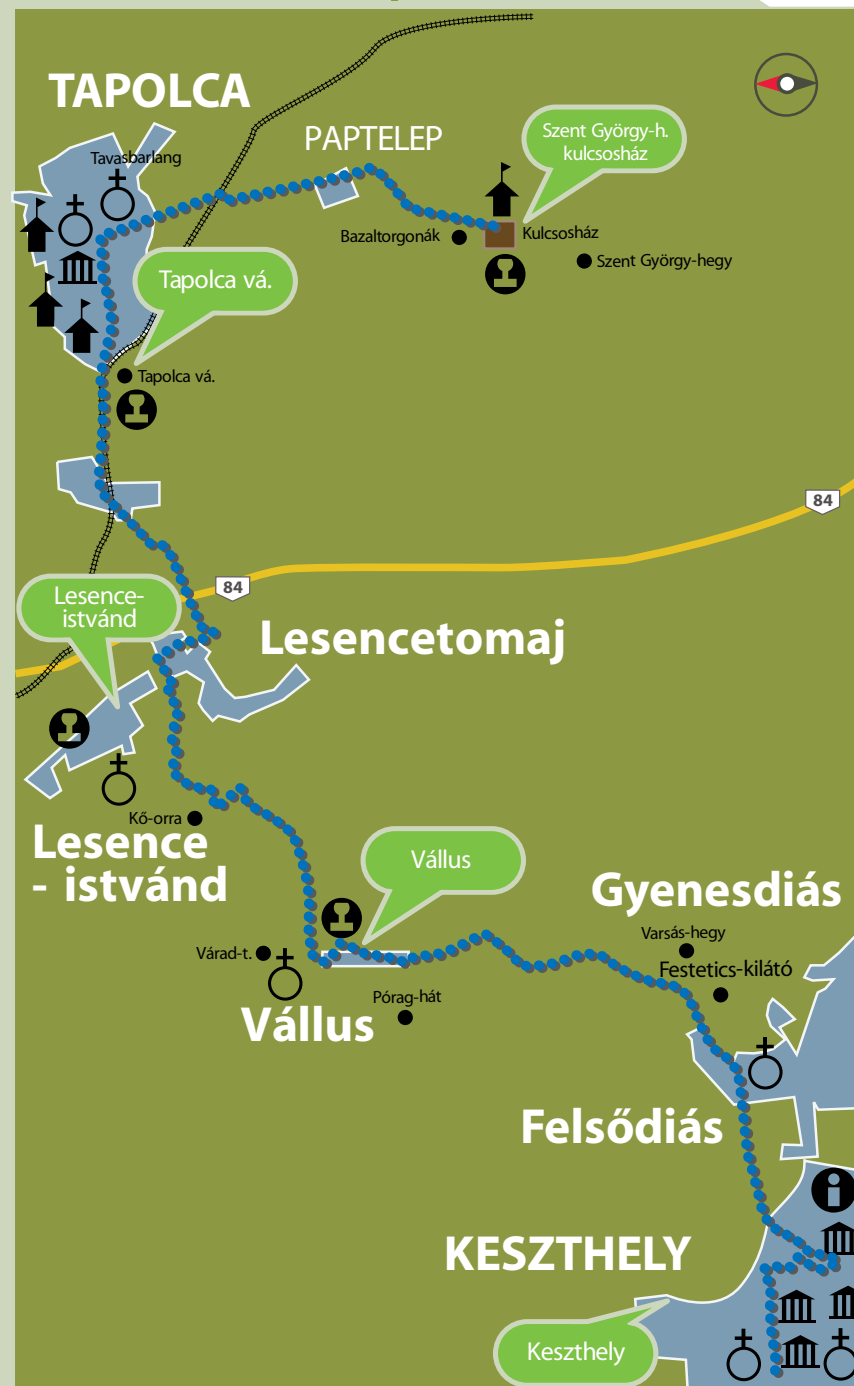 TAPOLCA
Tavasbarlang
PAPTELEP
Szent György-h.
kulcsosház
Bazaltorgonák
Kulcsosház
Szent György-hegy
Tapolca vá.
Tapolca vá.
84
84
Lesence-
istvánd
Lesencetomaj
Kő-orra
Lesence
- istvánd
Vállus
Gyenesdiás
Várad-t.
Varsás-hegy
Festetics-kilátó
Pórag-hát
Vállus
Felsődiás
KESZTHELY
Keszthely